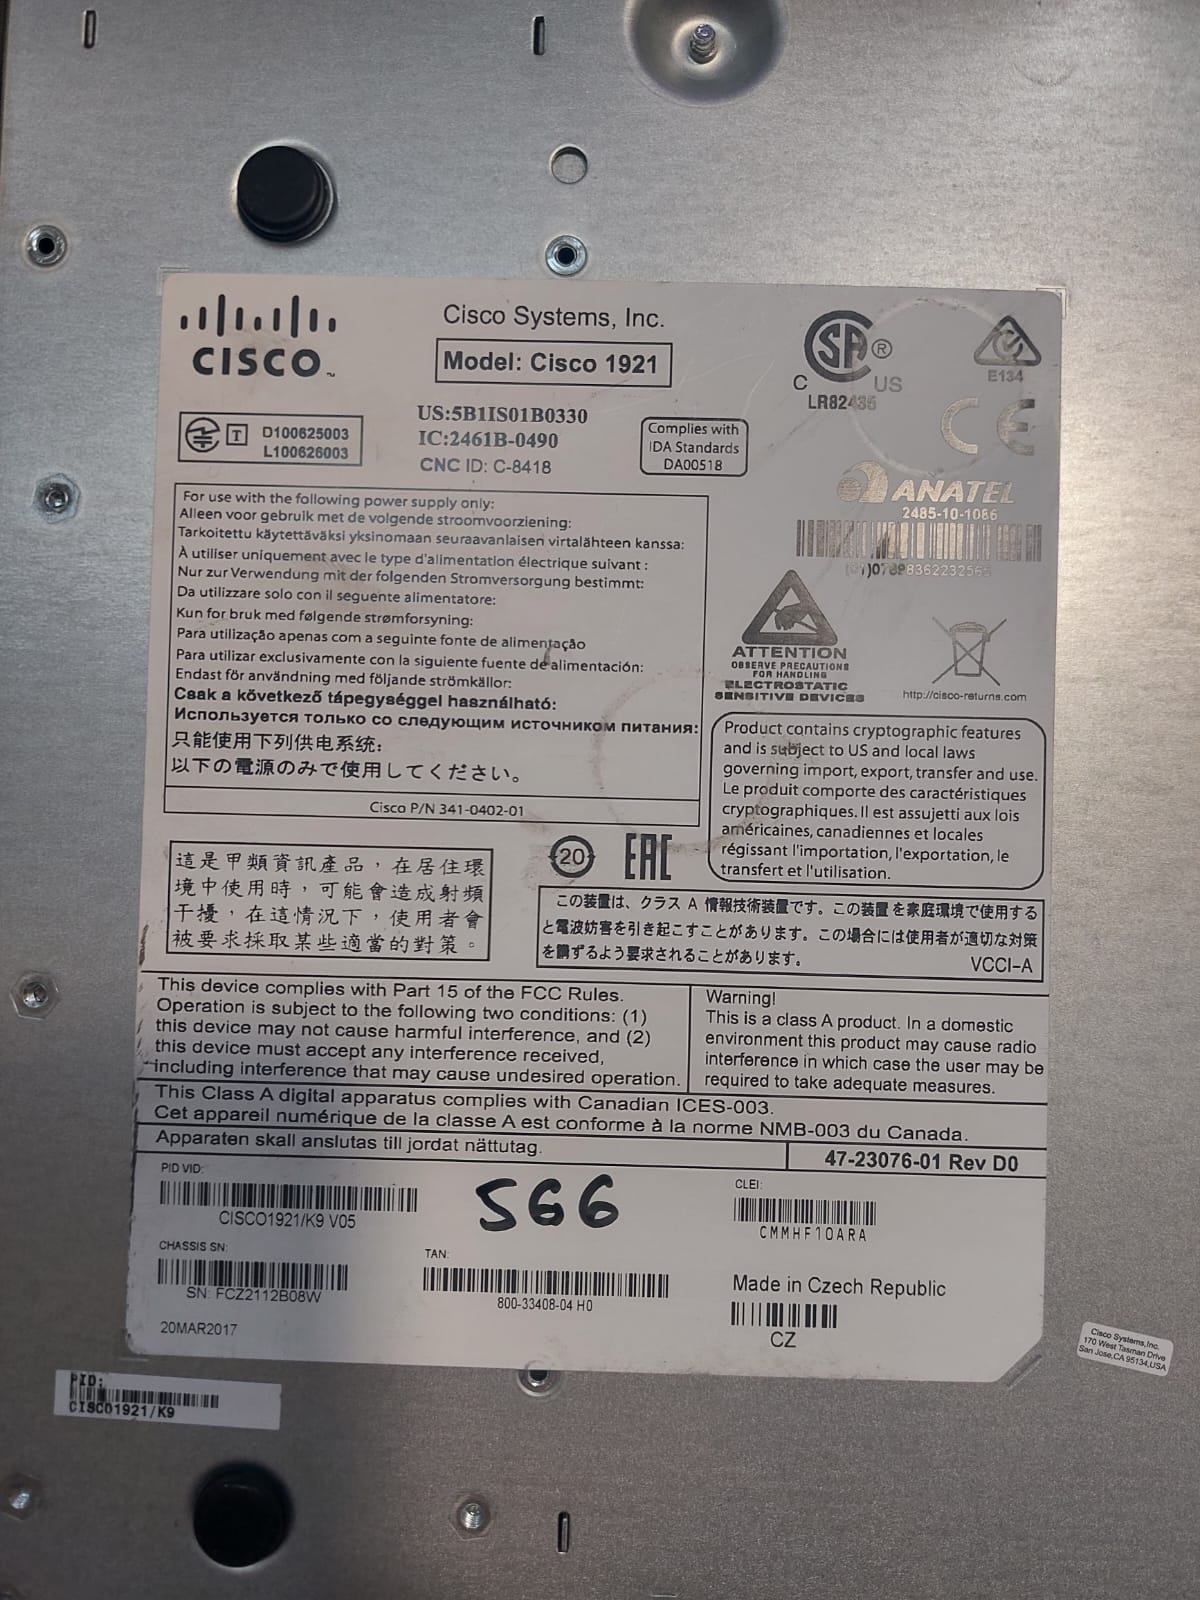 CISCO
Cisco Systems, Inc.
Model: Cisco 1921
US:5B1IS01B0330
IC:2461B-0490
CNC ID: C-8418
T
D100625003
L100626003
Complies with
IDA Standards
DA00518
C US
LR82435
E134
CE
ANATEL
2485-10-1086
For use with the following power supply only:
Alleen voor gebruik met de volgende stroomvoorziening:
Tarkoitettu käytettäväksi yksinomaan seuraavanlaisen virtalähteen kanssa:
À utiliser uniquement avec le type d'alimentation électrique suivant :
Nur zur Verwendung mit der folgenden Stromversorgung bestimmt:
Da utilizzare solo con il seguente alimentatore:
Kun for bruk med følgende strømforsyning:
Para utilização apenas com a seguinte fonte de alimentação
Para utilizar exclusivamente con la siguiente fuente de alimentación:
Endast för användning med följande strömkällor:
Csak a következő tápegységgel használható:
Используется только со следующим источником питания:
只能使用下列供电系统:
以下の電源のみで使用してください。
Cisco P/N 341-0402-01
ATTENTION
OBSERVE PRECAUTIONS
FOR HANDLING
ELECTROSTATIC
SENSITIVE DEVICES
http://cisco-returns.com
Product contains cryptographic features
and is subject to US and local laws
governing import, export, transfer and use.
Le produit comporte des caractéristiques
cryptographiques. Il est assujetti aux lois
américaines, canadiennes et locales
régissant l'importation, l'exportation, le
transfert et l'utilisation.
這是甲類資訊產品，在居住環
境中使用時，可能會造成射頻
干擾，在這情況下，使用者會
被要求採取某些適當的對策。
20
EAC
この装置は、クラス A 情報技術装置です。この装置を家庭環境で使用する
と電波妨害を引き起こすことがあります。この場合には使用者が適切な対策
を講ずるよう要求されることがあります。
VCCI-A
This device complies with Part 15 of the FCC Rules.
Operation is subject to the following two conditions: (1)
this device may not cause harmful interference, and (2)
this device must accept any interference received,
including interference that may cause undesired operation.
Warning!
This is a class A product. In a domestic
environment this product may cause radio
interference in which case the user may be
required to take adequate measures.
This Class A digital apparatus complies with Canadian ICES-003.
Cet appareil numérique de la classe A est conforme à la norme NMB-003 du Canada.
Apparaten skall anslutas till jordat nättutag.
47-23076-01 Rev D0
PID VID:
CISCO1921/K9 V05
566
CLEI:
CMMHF10ARA
CHASSIS SN:
SN: FCZ2112B08W
TAN:
800-33408-04 H0
Made in Czech Republic
CZ
20MAR2017
Cisco Systems, Inc.
170 West Tasman Drive
San Jose, CA 95134, USA
PID:
CISCO1921/K9